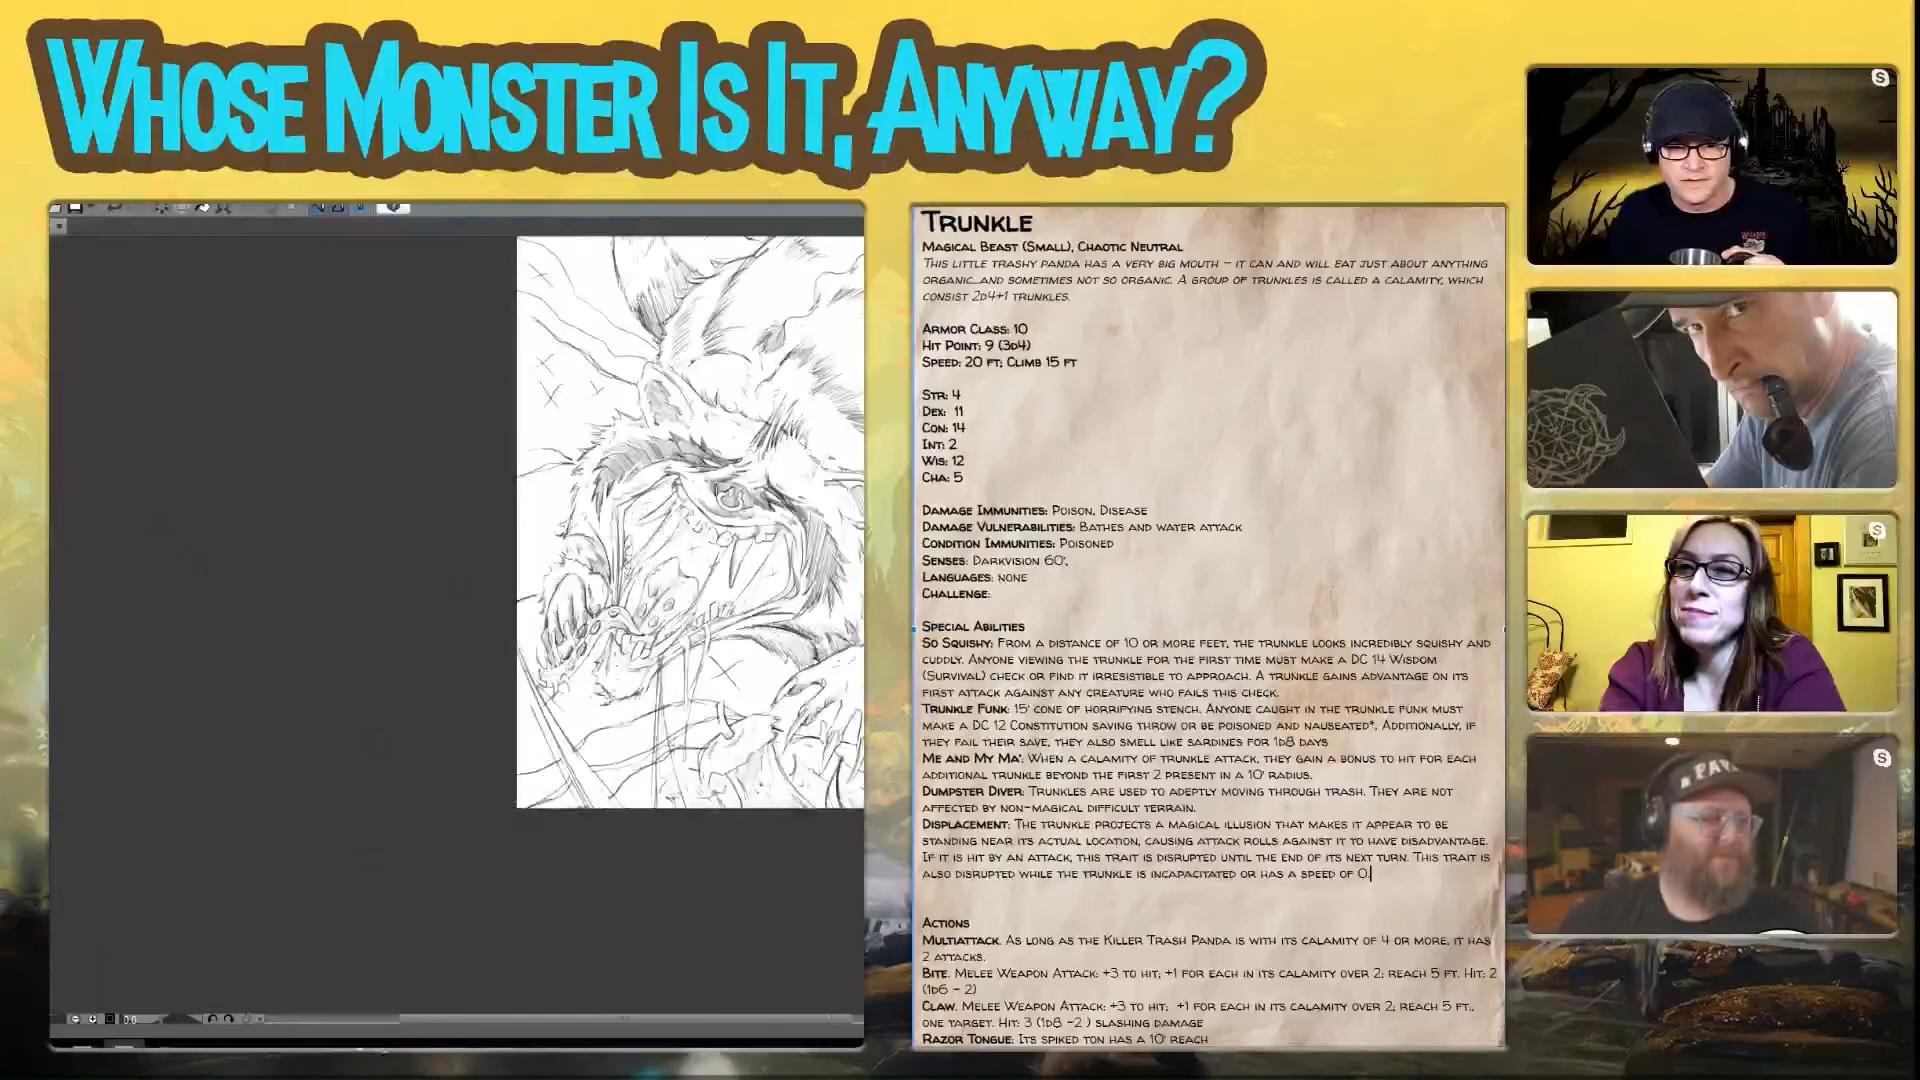 Whose Monster Is It, Anyway?
Trunkle
Magical Beast (Small), Chaotic Neutral
This little trashy panda has a very big mouth – it can and will eat just about anything
organic...and sometimes not so organic. A group of trunkles is called a calamity, which
consist 2d4+1 trunkles.
Armor Class: 10
Hit Point: 9 (3d4)
Speed: 20 ft; Climb 15 ft
Str: 4
Dex: 11
Con: 14
Int: 2
Wis: 12
Cha: 5
Damage Immunities: Poison, Disease
Damage Vulnerabilities: Bathes and water attack
Condition Immunities: Poisoned
Senses: Darkvision 60',
Languages: none
Challenge:
Special Abilities
So Squishy: From a distance of 10 or more feet, the trunkle looks incredibly squishy and
cuddly. Anyone viewing the trunkle for the first time must make a DC 14 Wisdom
(Survival) check or find it irresistible to approach. A trunkle gains advantage on its
first attack against any creature who fails this check.
Trunkle Funk: 15' cone of horrifying stench. Anyone caught in the trunkle funk must
make a DC 12 Constitution saving throw or be poisoned and nauseated*. Additionally, if
they fail their save, they also smell like sardines for 1d8 days
Me and My Ma': When a calamity of trunkle attack, they gain a bonus to hit for each
additional trunkle beyond the first 2 present in a 10' radius.
Dumpster Diver: Trunkles are used to adeptly moving through trash. They are not
affected by non-magical difficult terrain.
Displacement: The trunkle projects a magical illusion that makes it appear to be
standing near its actual location, causing attack rolls against it to have disadvantage.
If it is hit by an attack, this trait is disrupted until the end of its next turn. This trait is
also disrupted while the trunkle is incapacitated or has a speed of 0.
Actions
Multiattack. As long as the Killer Trash Panda is with its calamity of 4 or more, it has
2 attacks.
Bite. Melee Weapon Attack: +3 to hit; +1 for each in its calamity over 2; reach 5 ft. Hit: 2
(1d6 – 2)
Claw. Melee Weapon Attack: +3 to hit; +1 for each in its calamity over 2; reach 5 ft.,
one target. Hit: 3 (1d8 -2 ) slashing damage
Razor Tongue: Its spiked ton has a 10' reach